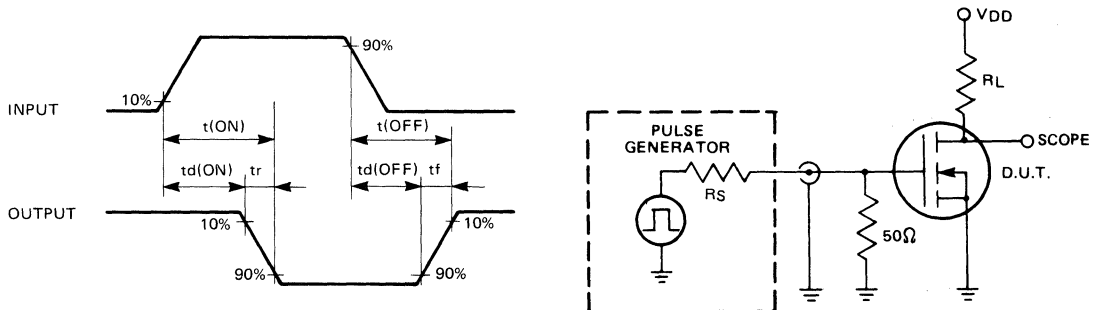 INPUT
10%
90%
t(ON)
t(OFF)
td(ON)
tr
td(OFF)
tf
OUTPUT
10%
90%
10%
90%
PULSE
GENERATOR
RS
50Ω
VDD
RL
SCOPE
D.U.T.